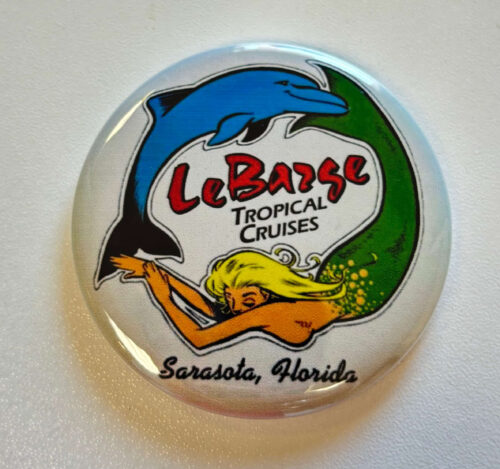 LeBarge
TROPICAL
CRUISES
Sarasota, Florida